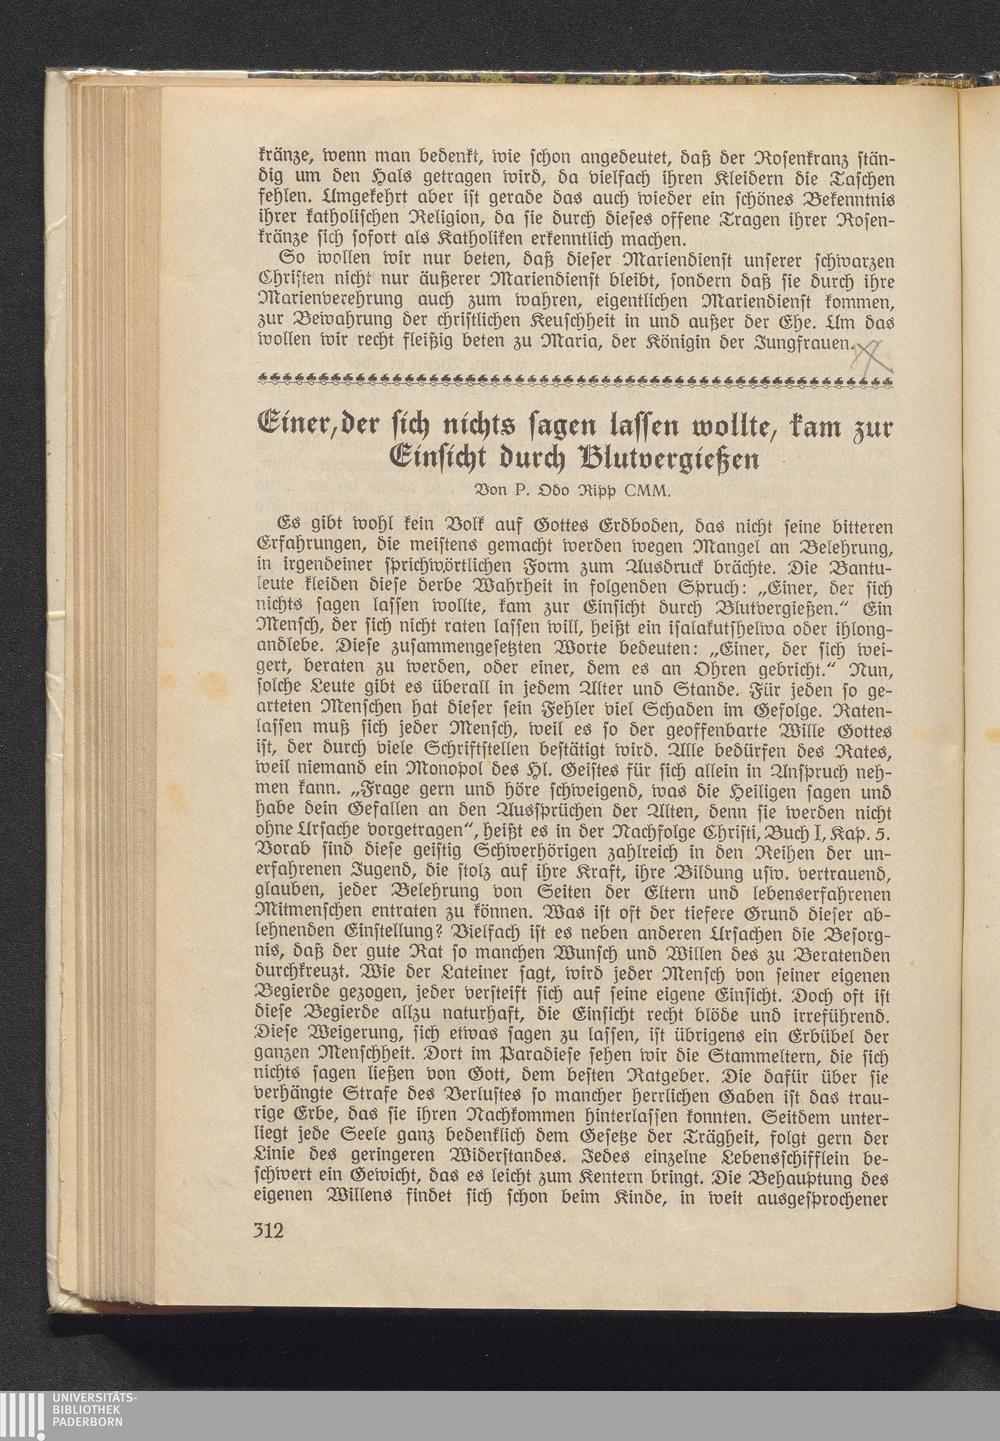 kränze, wenn man bedenkt, wie schon angedeutet, daß der Rosenkranz stän-
dig um den Hals getragen wird, da vielfach ihren Kleidern die Taschen
fehlen. Umgekehrt aber ist gerade das auch wieder ein schönes Bekenntnis
ihrer katholischen Religion, da sie durch dieses offene Tragen ihrer Rosen-
kränze sich sofort als Katholiken erkenntlich machen.
So wollen wir nur beten, daß dieser Mariendienst unserer schwarzen
Christen nicht nur äußerer Mariendienst bleibt, sondern daß sie durch ihre
Marienverehrung auch zum wahren, eigentlichen Mariendienst kommen,
zur Bewahrung der christlichen Keuschheit in und außer der Ehe. Um das
wollen wir recht fleißig beten zu Maria, der Königin der Jungfrauen.
Einer, der sich nichts sagen lassen wollte, kam zur
Einsicht durch Blutvergießen
Von P. Odo Ripp CMM.
Es gibt wohl kein Volk auf Gottes Erdboden, das nicht seine bitteren
Erfahrungen, die meistens gemacht werden wegen Mangel an Belehrung,
in irgendeiner sprichwörtlichen Form zum Ausdruck brächte. Die Bantu-
leute kleiden diese derbe Wahrheit in folgenden Spruch: „Einer, der sich
nichts sagen lassen wollte, kam zur Einsicht durch Blutvergießen.“ Ein
Mensch, der sich nicht raten lassen will, heißt ein isalakutshelwa oder ihlong-
andlebe. Diese zusammengesetzten Worte bedeuten: „Einer, der sich wei-
gert, beraten zu werden, oder einer, dem es an Ohren gebricht.“ Nun,
solche Leute gibt es überall in jedem Alter und Stande. Für jeden so ge-
arteten Menschen hat dieser sein Fehler viel Schaden im Gefolge. Raten-
lassen muß sich jeder Mensch, weil es so der geoffenbarte Wille Gottes
ist, der durch viele Schriftstellen bestätigt wird. Alle bedürfen des Rates,
weil niemand ein Monopol des Hl. Geistes für sich allein in Anspruch neh-
men kann. „Frage gern und höre schweigend, was die Heiligen sagen und
habe dein Gefallen an den Aussprüchen der Alten, denn sie werden nicht
ohne Ursache vorgetragen“, heißt es in der Nachfolge Christi, Buch I, Kap. 5.
Vorab sind diese geistig Schwerhörigen zahlreich in den Reihen der un-
erfahrenen Jugend, die stolz auf ihre Kraft, ihre Bildung usw. vertrauend,
glauben, jeder Belehrung von Seiten der Eltern und lebenserfahrenen
Mitmenschen entraten zu können. Was ist oft der tiefere Grund dieser ab-
lehnenden Einstellung? Vielfach ist es neben anderen Ursachen die Besorg-
nis, daß der gute Rat so manchen Wunsch und Willen des zu Beratenden
durchkreuzt. Wie der Lateiner sagt, wird jeder Mensch von seiner eigenen
Begierde gezogen, jeder versteift sich auf seine eigene Einsicht. Doch oft ist
diese Begierde allzu naturhaft, die Einsicht recht blöde und irreführend.
Diese Weigerung, sich etwas sagen zu lassen, ist übrigens ein Erbübel der
ganzen Menschheit. Dort im Paradiese sehen wir die Stammeltern, die sich
nichts sagen ließen von Gott, dem besten Ratgeber. Die dafür über sie
verhängte Strafe des Verlustes so mancher herrlichen Gaben ist das trau-
rige Erbe, das sie ihren Nachkommen hinterlassen konnten. Seitdem unter-
liegt jede Seele ganz bedenklich dem Gesetze der Trägheit, folgt gern der
Linie des geringeren Widerstandes. Jedes einzelne Lebensschifflein be-
schwert ein Gewicht, das es leicht zum Kentern bringt. Die Behauptung des
eigenen Willens findet sich schon beim Kinde, in weit ausgesprochener
312
UNIVERSITÄTS-
BIBLIOTHEK
PADERBORN